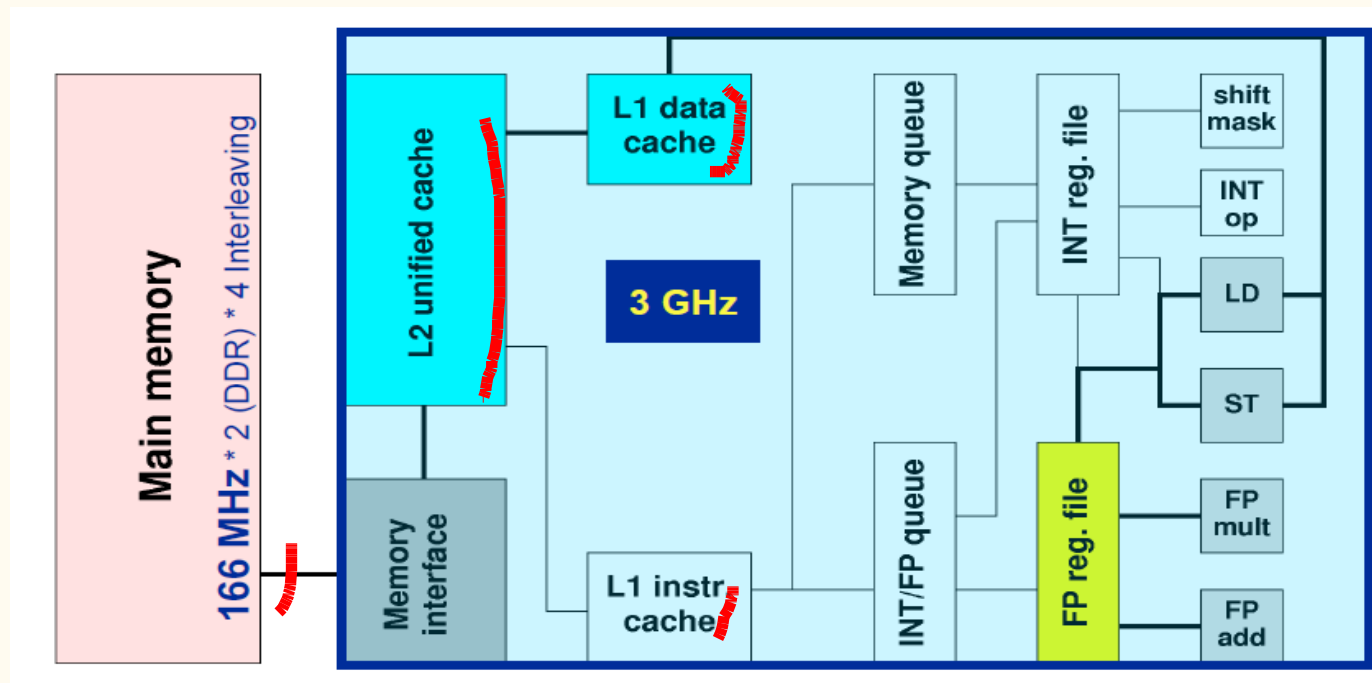 Main memory
166 MHz * 2 (DDR) * 4 Interleaving
L2 unified cache
Memory
interface
L1 data
cache
3 GHz
L1 instr.
cache
Memory queue
INT/FP queue
INT reg. file
FP reg. file
shift
mask
INT
op
LD
ST
FP
mult
FP
add